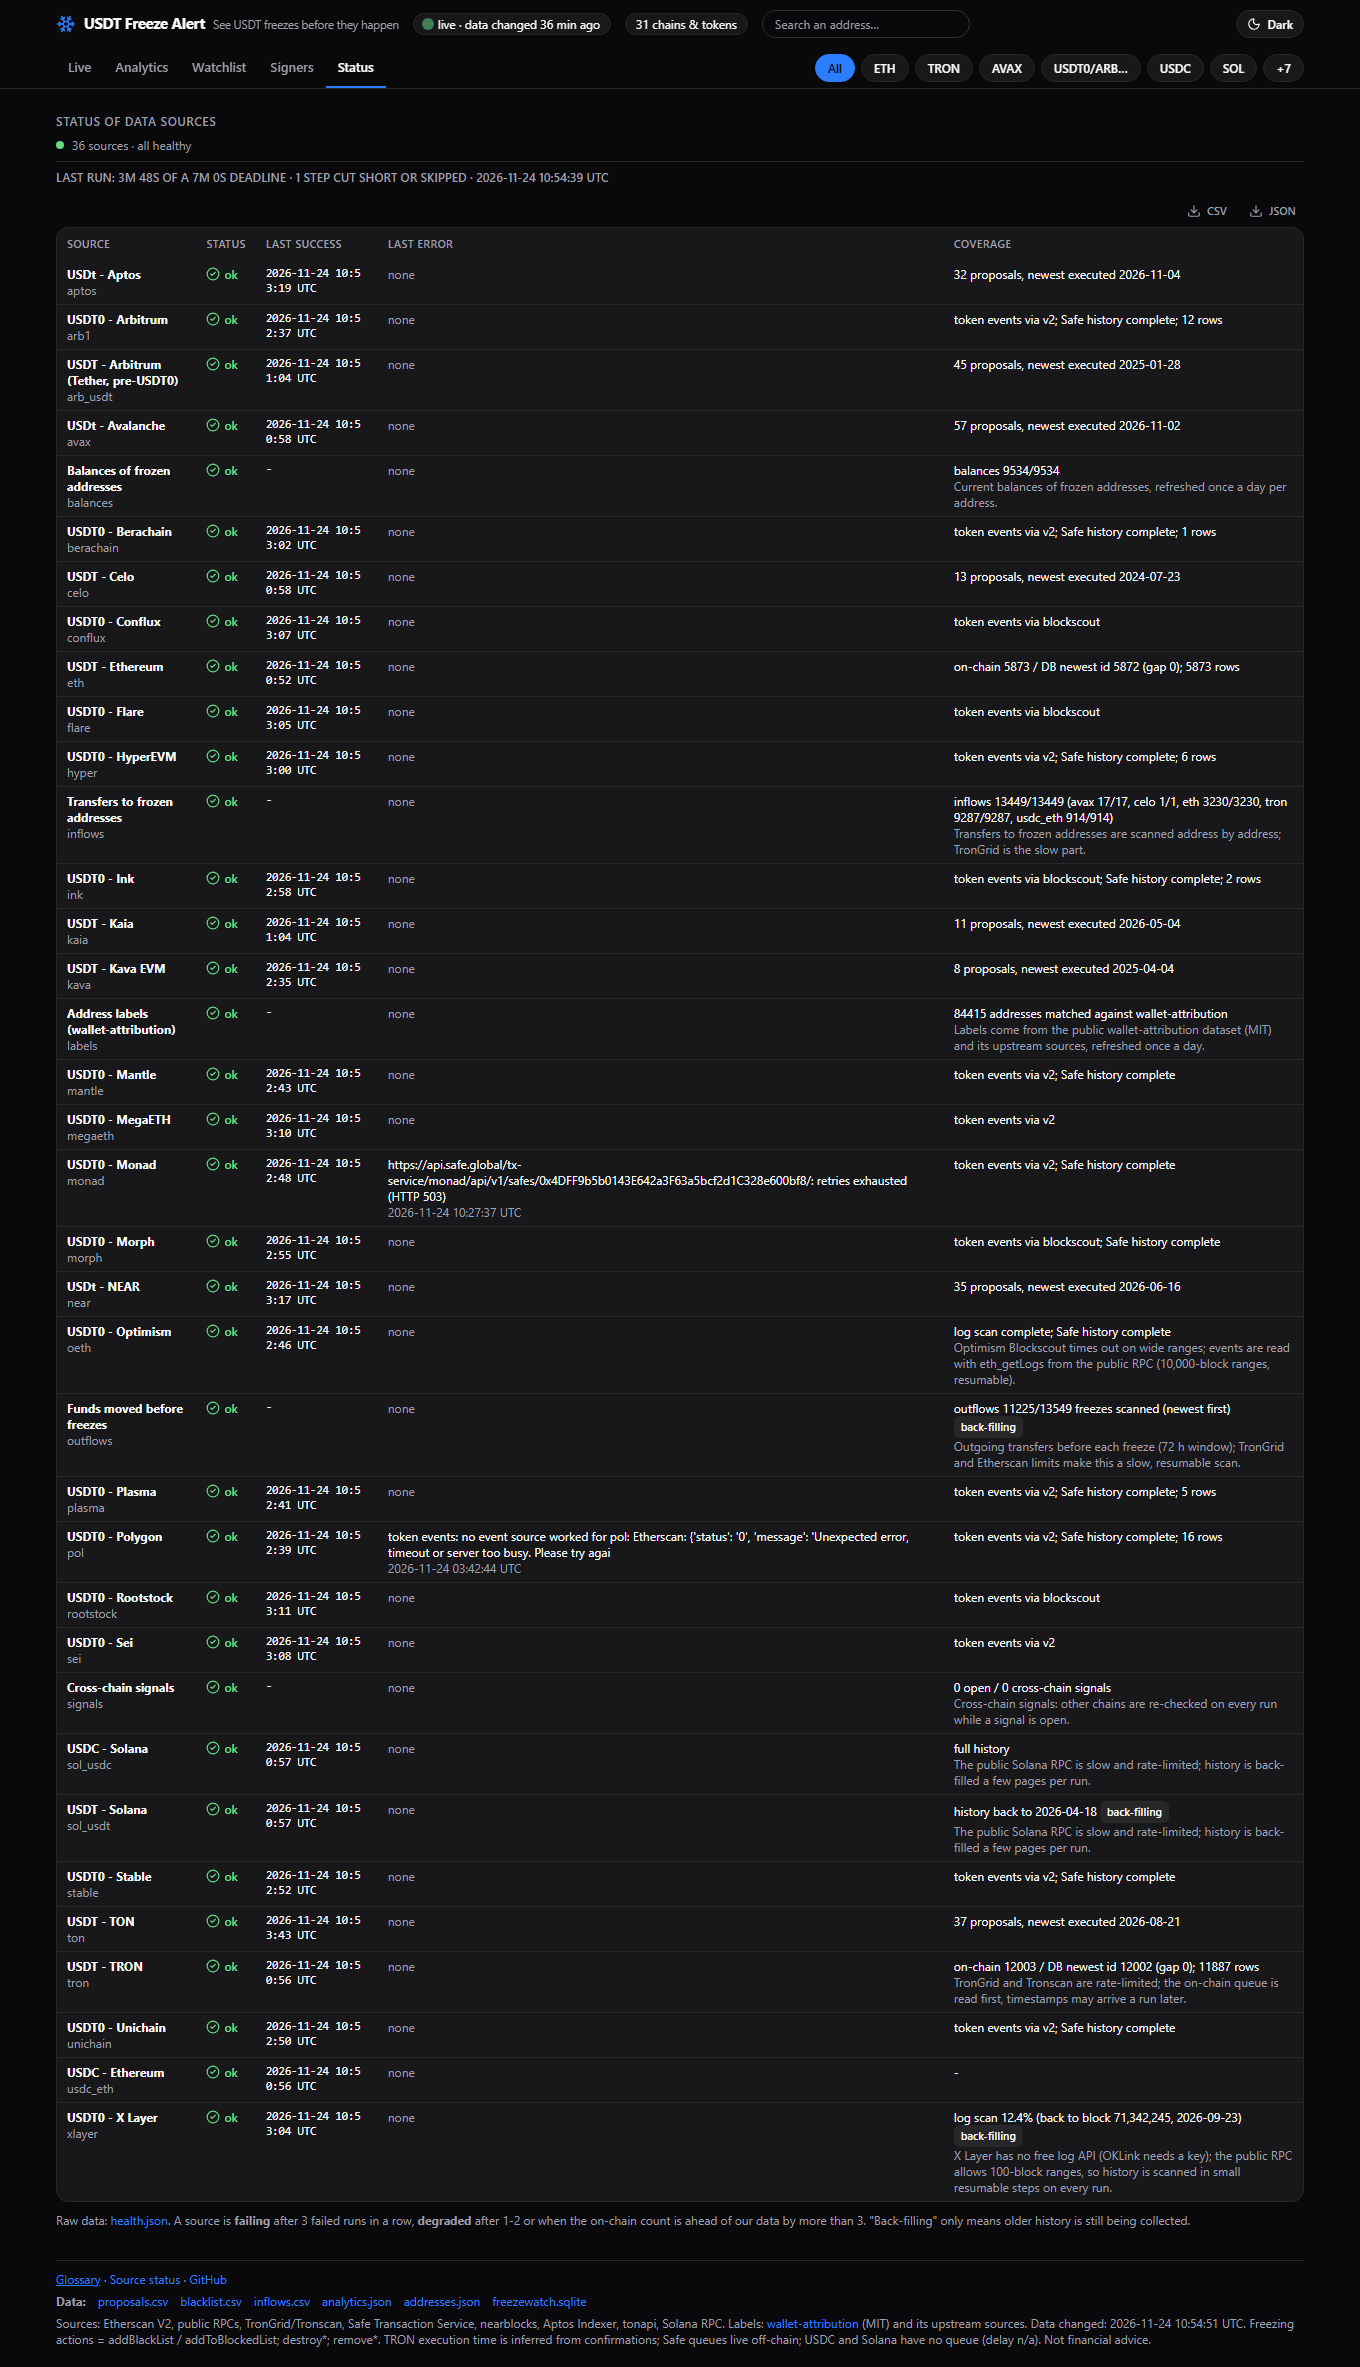 USDT Freeze Alert See USDT freezes before they happen live · data changed 36 min ago 31 chains & tokens Search an address... Dark
Live Analytics Watchlist Signers Status All ETH TRON AVAX USDT0/ARB... USDC SOL +7
STATUS OF DATA SOURCES
36 sources · all healthy
LAST RUN: 3M 48S OF A 7M 0S DEADLINE · 1 STEP CUT SHORT OR SKIPPED · 2026-11-24 10:54:39 UTC
CSV JSON
SOURCE STATUS LAST SUCCESS LAST ERROR COVERAGE
USDt - Aptos ok 2026-11-24 10:5 none 32 proposals, newest executed 2026-11-04
aptos 3:19 UTC
USDT0 - Arbitrum ok 2026-11-24 10:5 none token events via v2; Safe history complete; 12 rows
arb1 2:37 UTC
USDT - Arbitrum ok 2026-11-24 10:5 none 45 proposals, newest executed 2025-01-28
(Tether, pre-USDT0) 1:04 UTC
arb_usdt
USDt - Avalanche ok 2026-11-24 10:5 none 57 proposals, newest executed 2026-11-02
avax 0:58 UTC
Balances of frozen ok - none balances 9534/9534
addresses Current balances of frozen addresses, refreshed once a day per
balances address.
USDT0 - Berachain ok 2026-11-24 10:5 none token events via v2; Safe history complete; 1 rows
berachain 3:02 UTC
USDT - Celo ok 2026-11-24 10:5 none 13 proposals, newest executed 2024-07-23
celo 0:58 UTC
USDT0 - Conflux ok 2026-11-24 10:5 none token events via blockscout
conflux 3:07 UTC
USDT - Ethereum ok 2026-11-24 10:5 none on-chain 5873 / DB newest id 5872 (gap 0); 5873 rows
eth 0:52 UTC
USDT0 - Flare ok 2026-11-24 10:5 none token events via blockscout
flare 3:05 UTC
USDT0 - HyperEVM ok 2026-11-24 10:5 none token events via v2; Safe history complete; 6 rows
hyper 3:00 UTC
Transfers to frozen ok - none inflows 13449/13449 (avax 17/17, celo 1/1, eth 3230/3230, tron
addresses 9287/9287, usdc_eth 914/914)
inflows Transfers to frozen addresses are scanned address by address;
TronGrid is the slow part.
USDT0 - Ink ok 2026-11-24 10:5 none token events via blockscout; Safe history complete; 2 rows
ink 2:58 UTC
USDT - Kaia ok 2026-11-24 10:5 none 11 proposals, newest executed 2026-05-04
kaia 1:04 UTC
USDT - Kava EVM ok 2026-11-24 10:5 none 8 proposals, newest executed 2025-04-04
kava 2:35 UTC
Address labels ok - none 84415 addresses matched against wallet-attribution
(wallet-attribution) Labels come from the public wallet-attribution dataset (MIT)
labels and its upstream sources, refreshed once a day.
USDT0 - Mantle ok 2026-11-24 10:5 none token events via v2; Safe history complete
mantle 2:43 UTC
USDT0 - MegaETH ok 2026-11-24 10:5 none token events via v2
megaeth 3:10 UTC
USDT0 - Monad ok 2026-11-24 10:5 https://api.safe.global/tx- token events via v2; Safe history complete
monad 2:48 UTC service/monad/api/v1/safes/0x4DFF9b5b0143E642a3F63a5bcf2d1C328e600bf8/: retries exhausted
(HTTP 503)
2026-11-24 10:27:37 UTC
USDT0 - Morph ok 2026-11-24 10:5 none token events via blockscout; Safe history complete
morph 2:55 UTC
USDt - NEAR ok 2026-11-24 10:5 none 35 proposals, newest executed 2026-06-16
near 3:17 UTC
USDT0 - Optimism ok 2026-11-24 10:5 none log scan complete; Safe history complete
oeth 2:46 UTC Optimism Blockscout times out on wide ranges; events are read
with eth_getLogs from the public RPC (10,000-block ranges,
resumable).
Funds moved before ok - none outflows 11225/13549 freezes scanned (newest first)
freezes back-filling
outflows Outgoing transfers before each freeze (72 h window); TronGrid
and Etherscan limits make this a slow, resumable scan.
USDT0 - Plasma ok 2026-11-24 10:5 none token events via v2; Safe history complete; 5 rows
plasma 2:41 UTC
USDT0 - Polygon ok 2026-11-24 10:5 token events: no event source worked for pol: Etherscan: {'status': '0', 'message': 'Unexpected error, token events via v2; Safe history complete; 16 rows
pol 2:39 UTC timeout or server too busy. Please try agai
2026-11-24 03:42:44 UTC
USDT0 - Rootstock ok 2026-11-24 10:5 none token events via blockscout
rootstock 3:11 UTC
USDT0 - Sei ok 2026-11-24 10:5 none token events via v2
sei 3:08 UTC
Cross-chain signals ok - none 0 open / 0 cross-chain signals
signals Cross-chain signals: other chains are re-checked on every run
while a signal is open.
USDC - Solana ok 2026-11-24 10:5 none full history
sol_usdc 0:57 UTC The public Solana RPC is slow and rate-limited; history is back-
filled a few pages per run.
USDT - Solana ok 2026-11-24 10:5 none history back to 2026-04-18 back-filling
sol_usdt 0:57 UTC The public Solana RPC is slow and rate-limited; history is back-
filled a few pages per run.
USDT0 - Stable ok 2026-11-24 10:5 none token events via v2; Safe history complete
stable 2:52 UTC
USDT - TON ok 2026-11-24 10:5 none 37 proposals, newest executed 2026-08-21
ton 3:43 UTC
USDT - TRON ok 2026-11-24 10:5 none on-chain 12003 / DB newest id 12002 (gap 0); 11887 rows
tron 0:56 UTC TronGrid and Tronscan are rate-limited; the on-chain queue is
read first, timestamps may arrive a run later.
USDT0 - Unichain ok 2026-11-24 10:5 none token events via v2; Safe history complete
unichain 2:50 UTC
USDC - Ethereum ok 2026-11-24 10:5 none -
usdc_eth 0:56 UTC
USDT0 - X Layer ok 2026-11-24 10:5 none log scan 12.4% (back to block 71,342,245, 2026-09-23)
xlayer 3:04 UTC back-filling
X Layer has no free log API (OKLink needs a key); the public RPC
allows 100-block ranges, so history is scanned in small
resumable steps on every run.
Raw data: health.json. A source is failing after 3 failed runs in a row, degraded after 1-2 or when the on-chain count is ahead of our data by more than 3. "Back-filling" only means older history is still being collected.
Glossary · Source status · GitHub
Data: proposals.csv blacklist.csv inflows.csv analytics.json addresses.json freezewatch.sqlite
Sources: Etherscan V2, public RPCs, TronGrid/Tronscan, Safe Transaction Service, nearblocks, Aptos Indexer, tonapi, Solana RPC. Labels: wallet-attribution (MIT) and its upstream sources. Data changed: 2026-11-24 10:54:51 UTC. Freezing
actions = addBlackList / addToBlockedList; destroy*; remove*. TRON execution time is inferred from confirmations; Safe queues live off-chain; USDC and Solana have no queue (delay n/a). Not financial advice.